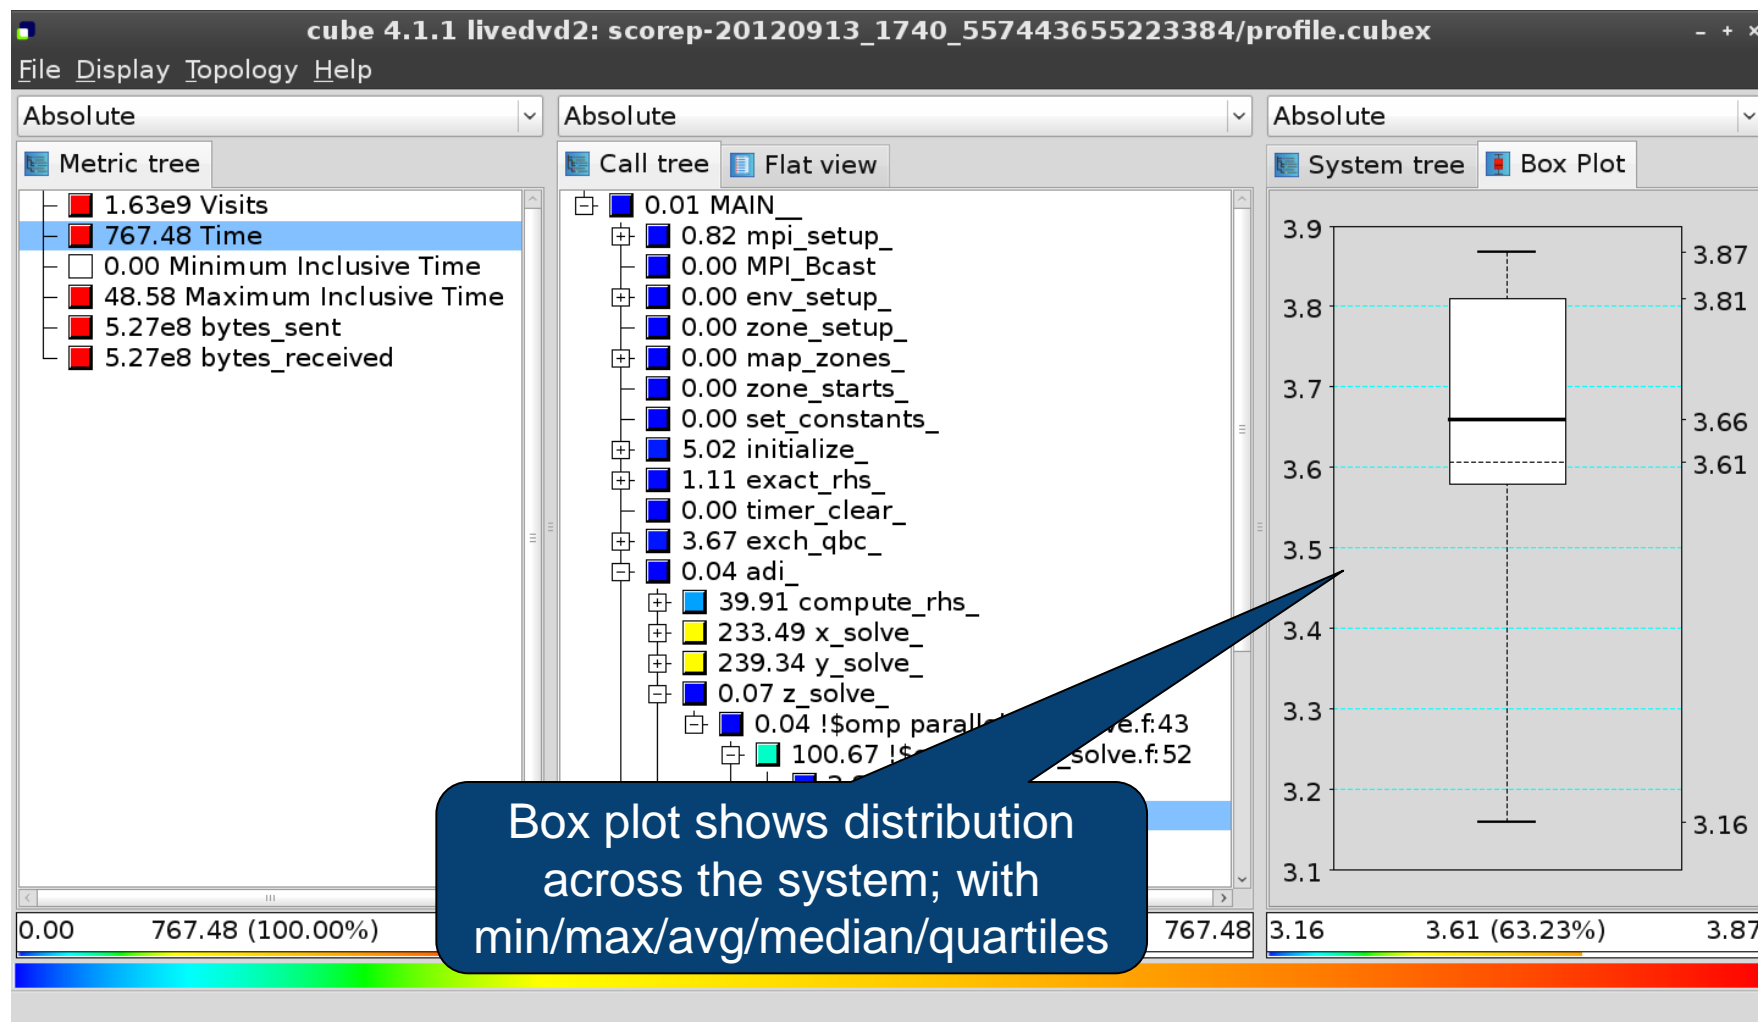 cube 4.1.1 livedvd2: scorep-20120913_1740_557443655223384/profile.cubex
File Display Topology Help
Absolute
Absolute
Absolute
Metric tree
Call tree
Flat view
System tree
Box Plot
1.63e9 Visits
767.48 Time
0.00 Minimum Inclusive Time
48.58 Maximum Inclusive Time
5.27e8 bytes_sent
5.27e8 bytes_received
0.01 MAIN__
0.82 mpi_setup_
0.00 MPI_Bcast
0.00 env_setup_
0.00 zone_setup_
0.00 map_zones_
0.00 zone_starts_
0.00 set_constants_
5.02 initialize_
1.11 exact_rhs_
0.00 timer_clear_
3.67 exch_qbc_
0.04 adi_
39.91 compute_rhs_
233.49 x_solve_
239.34 y_solve_
0.07 z_solve_
0.04 !$omp parallel ve.f:43
100.67 !$ solve.f:52
3.9
3.8
3.7
3.6
3.5
3.4
3.3
3.2
3.1
3.87
3.81
3.66
3.61
3.16
Box plot shows distribution
across the system; with
min/max/avg/median/quartiles
0.00 767.48 (100.00%)
767.48
3.16 3.61 (63.23%) 3.87